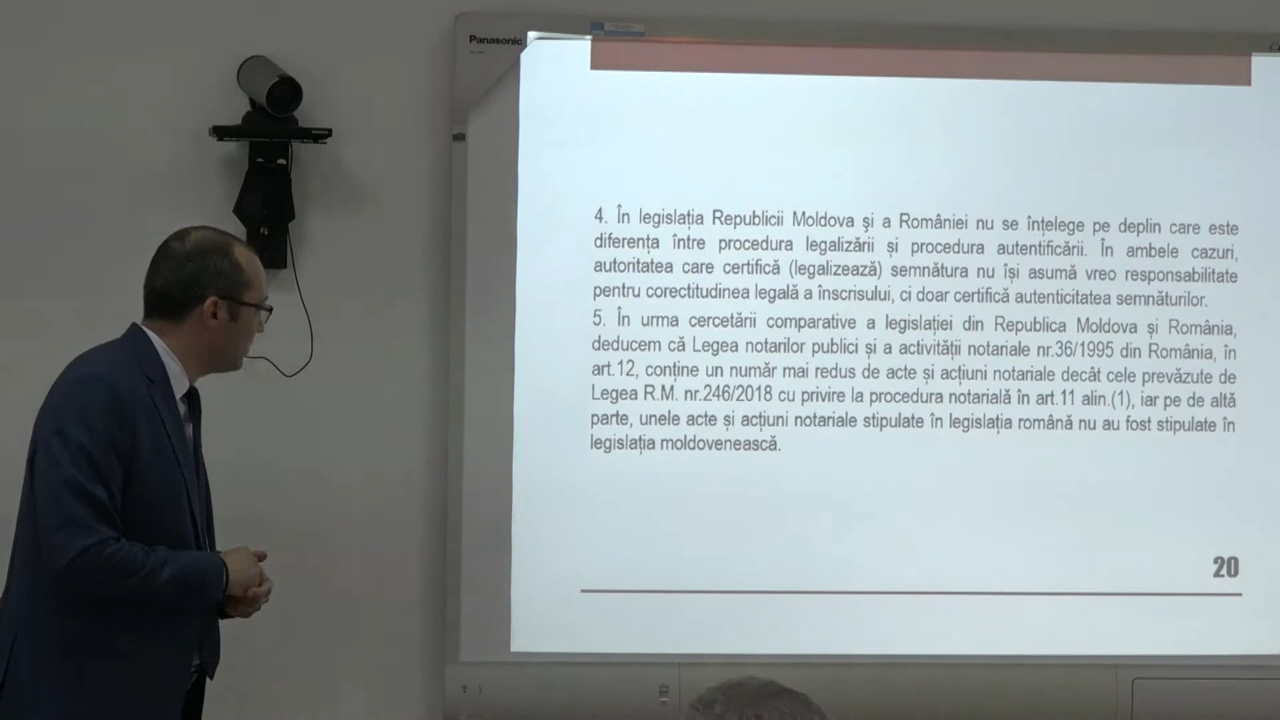 Panasonic
4. În legislația Republicii Moldova şi a României nu se înțelege pe deplin care este
diferența între procedura legalizării și procedura autentificării. În ambele cazuri,
autoritatea care certifică (legalizează) semnătura nu își asumă vreo responsabilitate
pentru corectitudinea legală a înscrisului, ci doar certifică autenticitatea semnăturilor.
5. În urma cercetării comparative a legislației din Republica Moldova și România,
deducem că Legea notarilor publici și a activității notariale nr.36/1995 din România, în
art.12, conține un număr mai redus de acte și acțiuni notariale decât cele prevăzute de
Legea R.M. nr.246/2018 cu privire la procedura notarială în art.11 alin.(1), iar pe de altă
parte, unele acte și acțiuni notariale stipulate în legislația română nu au fost stipulate în
legislația moldovenească.
20